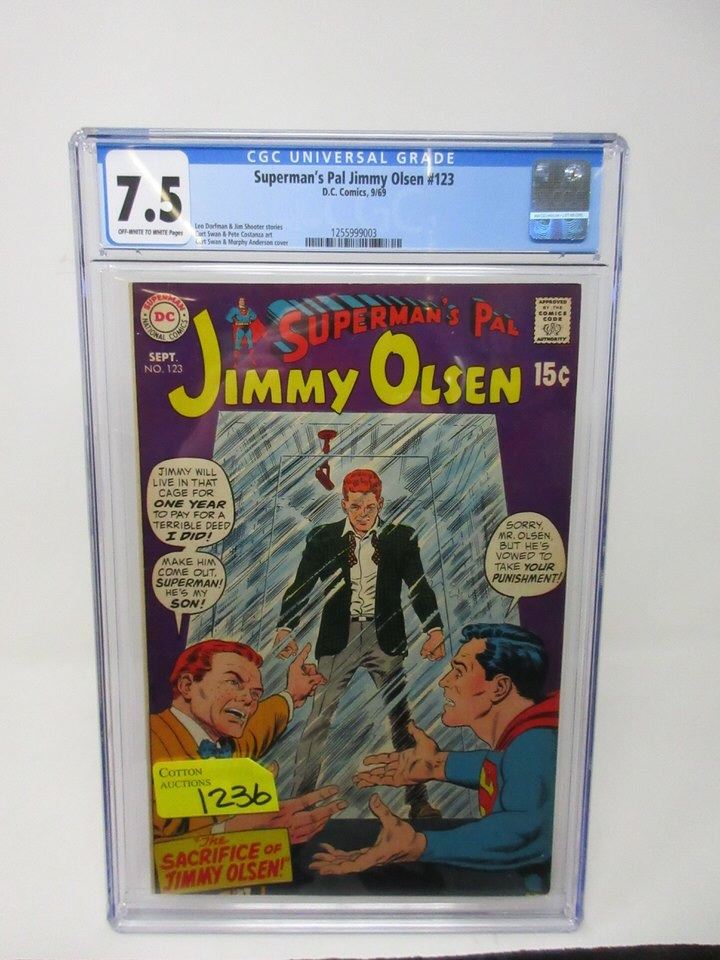 CGC UNIVERSAL GRADE
7.5
OFF-WHITE TO WHITE Pages
Superman's Pal Jimmy Olsen #123
D.C. Comics, 9/69
Leo Dorfman & Jim Shooter stories
Curt Swan & Pete Costanza art
Curt Swan & Murphy Anderson cover
1255999003
SUPERMAN
DC
NATIONAL COMICS
SUPERMAN'S PAL
JIMMY OLSEN
APPROVED
BY THE
COMICS
CODE
AUTHORITY
SEPT.
NO. 123
15¢
JIMMY WILL
LIVE IN THAT
CAGE FOR
ONE YEAR
TO PAY FOR A
TERRIBLE DEED
I DID!
MAKE HIM
COME OUT,
SUPERMAN!
HE'S MY
SON!
SORRY,
MR. OLSEN,
BUT HE'S
VOWED TO
TAKE YOUR
PUNISHMENT!
COTTON
AUCTIONS
1236
"The
SACRIFICE OF
JIMMY OLSEN!"